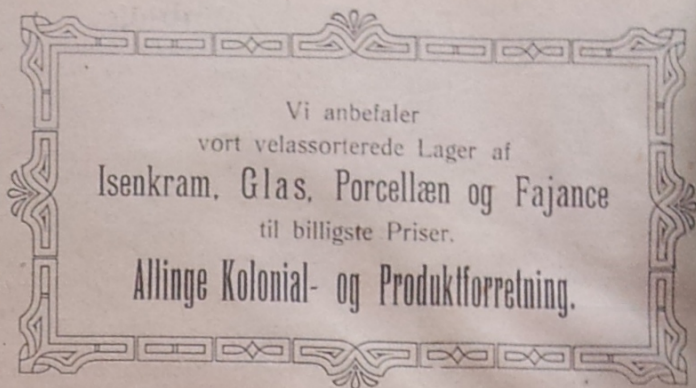 Vi anbefaler
vort velassorterede Lager af
Isenkram, Glas, Porcellæn og Fajance
til billigste Priser.
Allinge Kolonial- og Produktforretning.